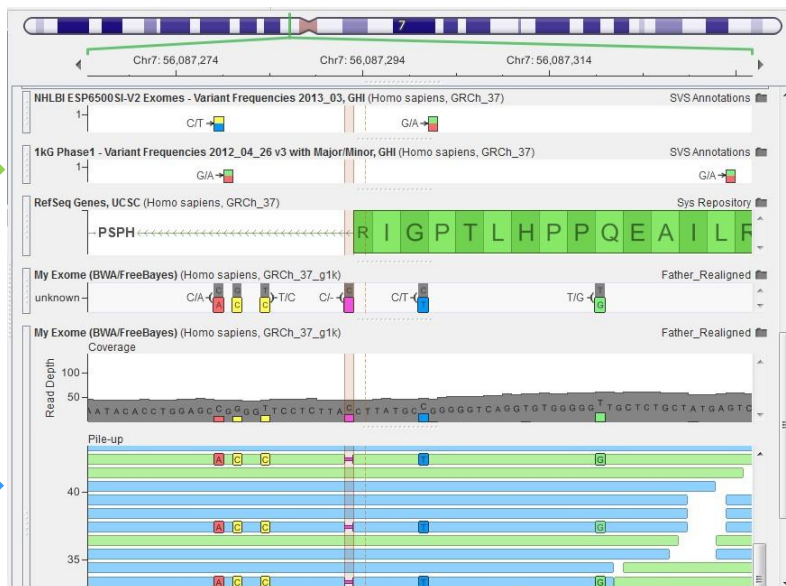 7
Chr7: 56,087,274 Chr7: 56,087,294 Chr7: 56,087,314
NHLBI ESP6500SI-V2 Exomes - Variant Frequencies 2013_03, GHI (Homo sapiens, GRCh_37) SVS Annotations
1
C/T G/A
1kG Phase1 - Variant Frequencies 2012_04_26 v3 with Major/Minor, GHI (Homo sapiens, GRCh_37) SVS Annotations
1
G/A G/A
RefSeq Genes, UCSC (Homo sapiens, GRCh_37) Sys Repository
PSPH R I G P T L H P P Q E A I L R
My Exome (BWA/FreeBayes) (Homo sapiens, GRCh_37_g1k) Father_Realigned
C G T C C T
unknown C/A T/C C/- C/T T/G
A C C T G
My Exome (BWA/FreeBayes) (Homo sapiens, GRCh_37_g1k) Father_Realigned
Coverage
Read Depth
100
50
A A T A C A C C T G G A G C C G G G T T C C T C T T A C C T T A T G C C G G G G G T C A G G T G T G G G G G T T G C T C T G C T A T G A G T C
Pile-up
A C C T G
40
A C C T G
35
A C C T G